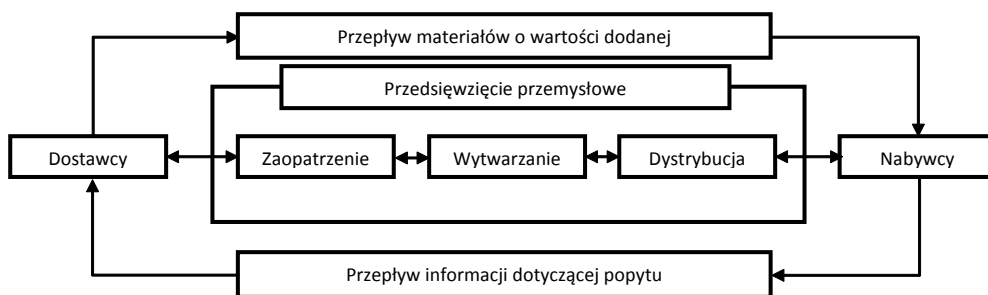 Przepływ materiałów o wartości dodanej
Przedsięwzięcie przemysłowe
Dostawcy
Zaopatrzenie
Wytwarzanie
Dystrybucja
Nabywcy
Przepływ informacji dotyczącej popytu